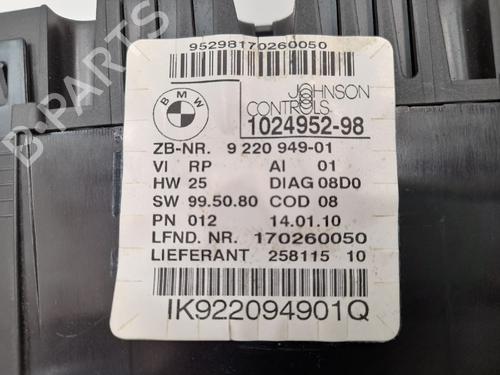 95298170260050
BMW
JOHNSON
CONTROLS
1024952-98
ZB-NR. 9 220 949-01
VI RP AI 01
HW 25 DIAG 08D0
SW 99.50.80 COD 08
PN 012 14.01.10
LFND. NR. 170260050
LIEFERANT 258115 10
IK922094901Q
B-PARTS